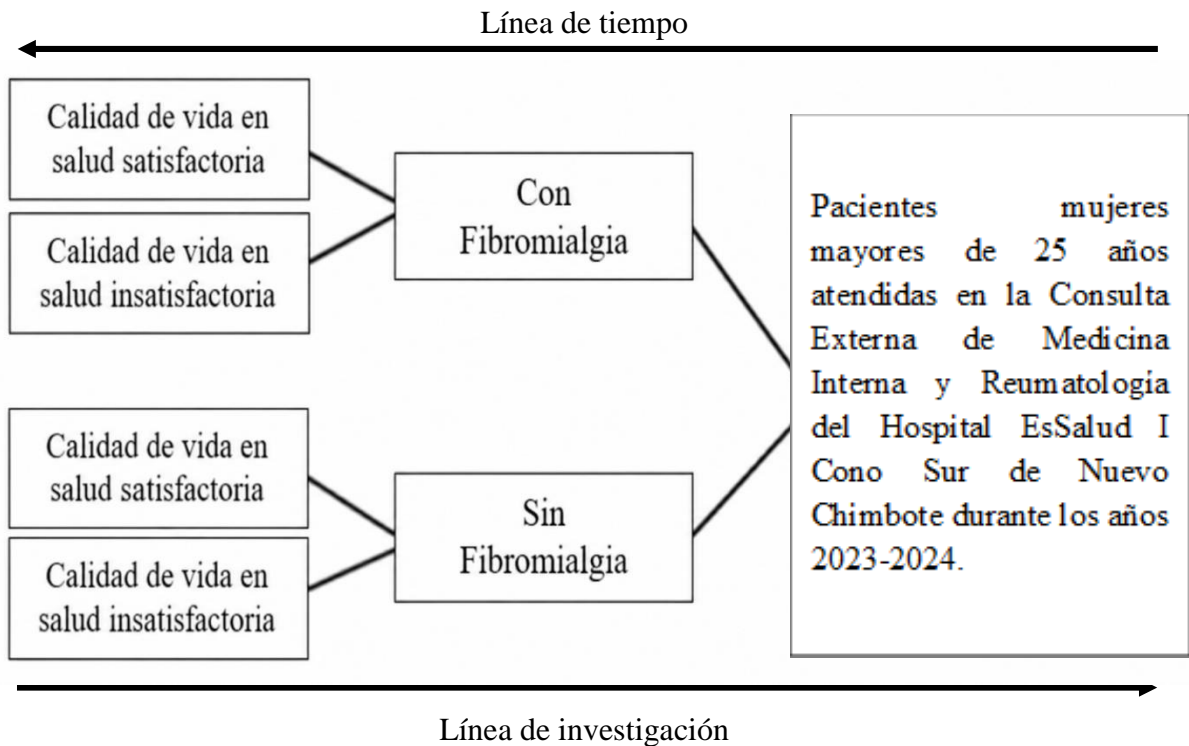 Línea de tiempo
Calidad de vida en
salud satisfactoria
Calidad de vida en
salud insatisfactoria
Con
Fibromialgia
Calidad de vida en
salud satisfactoria
Calidad de vida en
salud insatisfactoria
Sin
Fibromialgia
Pacientes mujeres
mayores de 25 años
atendidas en la Consulta
Externa de Medicina
Interna y Reumatología
del Hospital EsSalud I
Cono Sur de Nuevo
Chimbote durante los años
2023-2024.
Línea de investigación